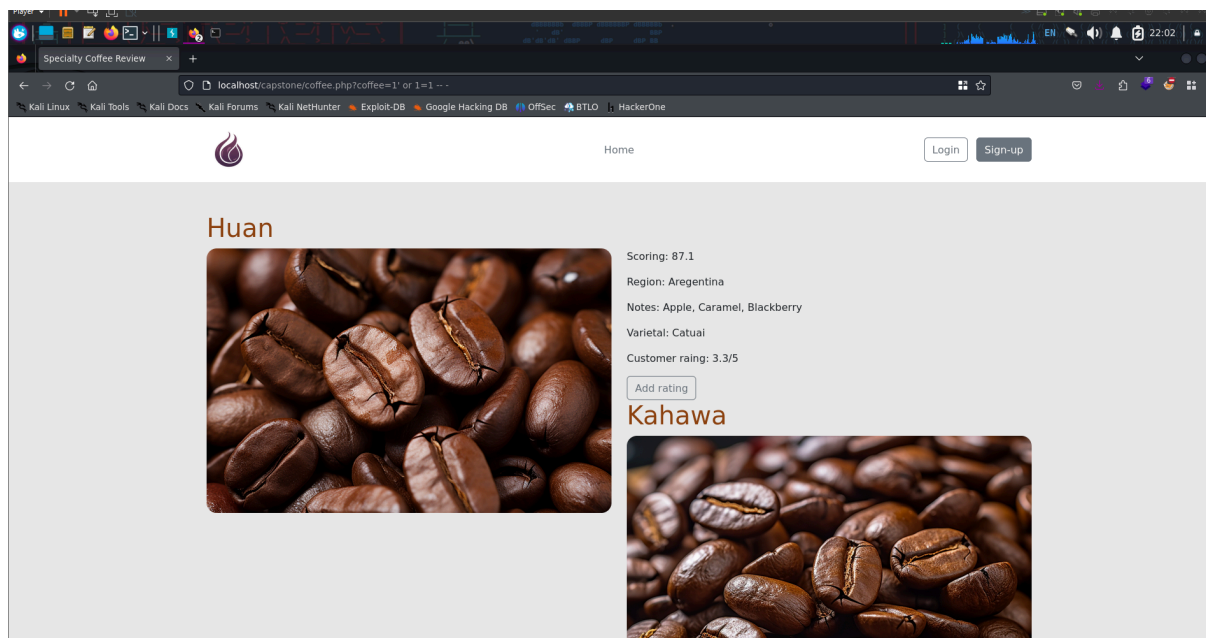 Player
EN
22:02
Specialty Coffee Review
localhost/capstone/coffee.php?coffee=1' or 1=1 -- -
6
Kali Linux Kali Tools Kali Docs Kali Forums Kali NetHunter Exploit-DB Google Hacking DB OffSec BTLO HackerOne
Home
Login
Sign-up
Huan
Scoring: 87.1
Region: Aregentina
Notes: Apple, Caramel, Blackberry
Varietal: Catuai
Customer raing: 3.3/5
Add rating
Kahawa